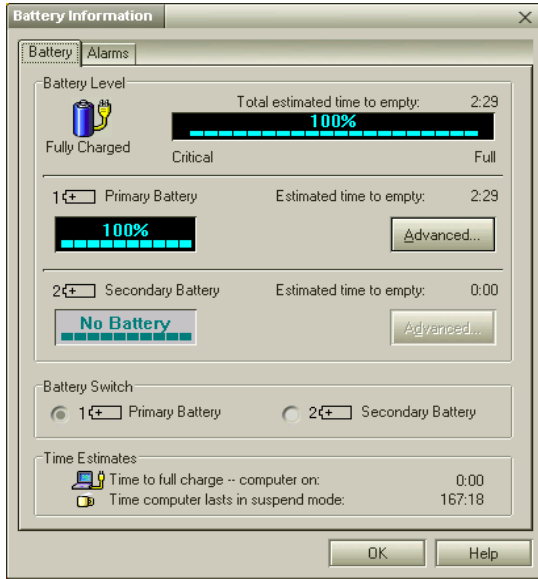 Battery Information
Battery Alarms
Battery Level
Total estimated time to empty: 2:29
100%
Fully Charged
Critical Full
1 Primary Battery Estimated time to empty: 2:29
100%
Advanced...
2 Secondary Battery Estimated time to empty: 0:00
No Battery
Advanced...
Battery Switch
1 Primary Battery 2 Secondary Battery
Time Estimates
Time to full charge -- computer on: 0:00
Time computer lasts in suspend mode: 167:18
OK Help